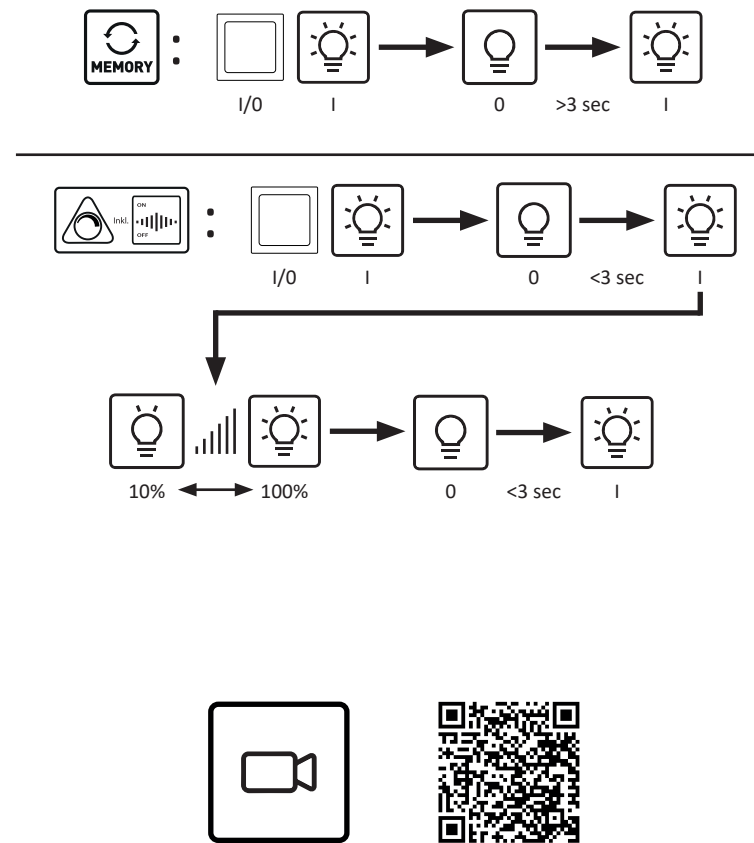 MEMORY
I/0 I 0 >3 sec I
Inkl. ON
OFF
I/0 I 0 <3 sec I
10% 100% 0 <3 sec I